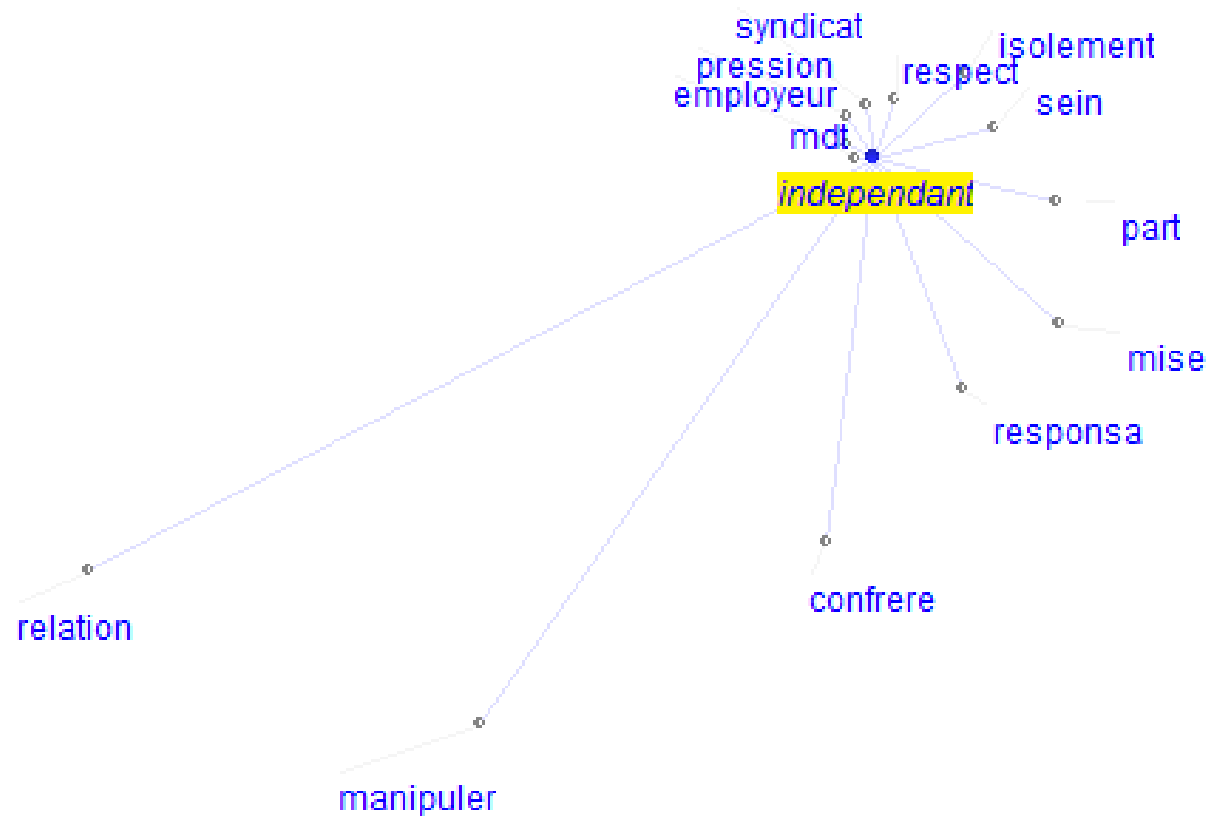 syndicat
isolement
pression
respect
employeur
sein
mdt
independant
part
mise
responsa
confrere
relation
manipuler